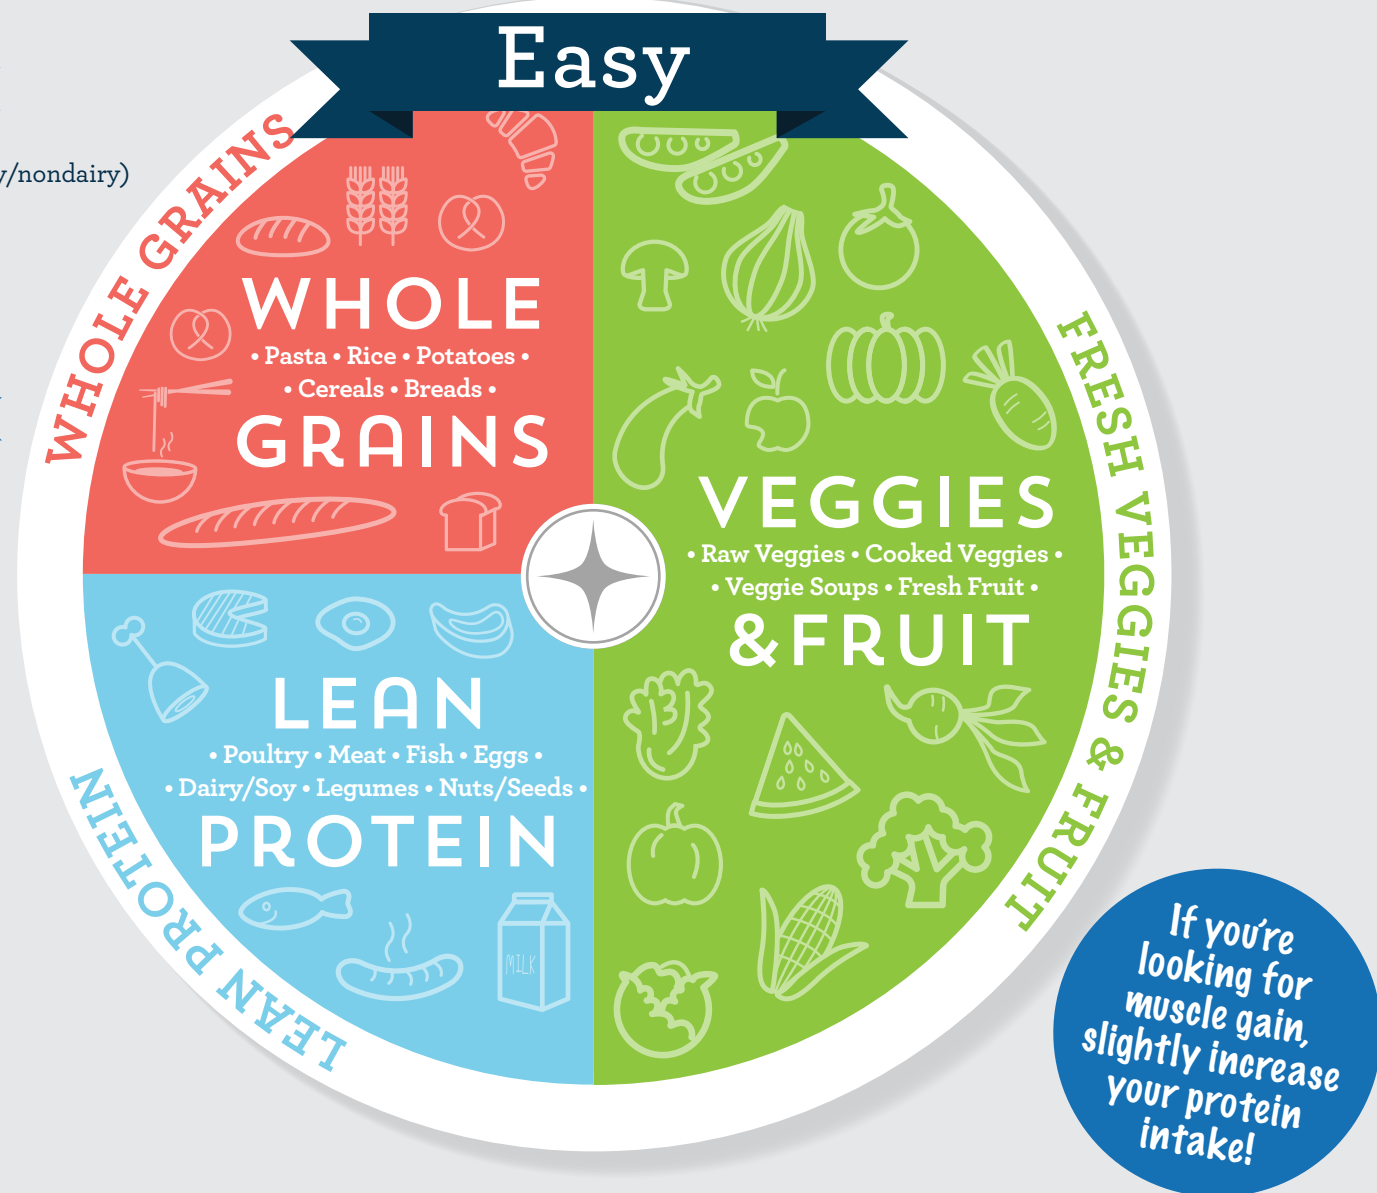 Easy
y/nondairy)
WHOLE GRAINS
WHOLE
• Pasta • Rice • Potatoes •
• Cereals • Breads •
GRAINS
FRESH VEGGIES & FRUIT
VEGGIES
• Raw Veggies • Cooked Veggies •
• Veggie Soups • Fresh Fruit •
&FRUIT
LEAN
• Poultry • Meat • Fish • Eggs •
• Dairy/Soy • Legumes • Nuts/Seeds •
PROTEIN
MILK
LEAN PROTEIN
If you're
looking for
muscle gain,
slightly increase
your protein
intake!